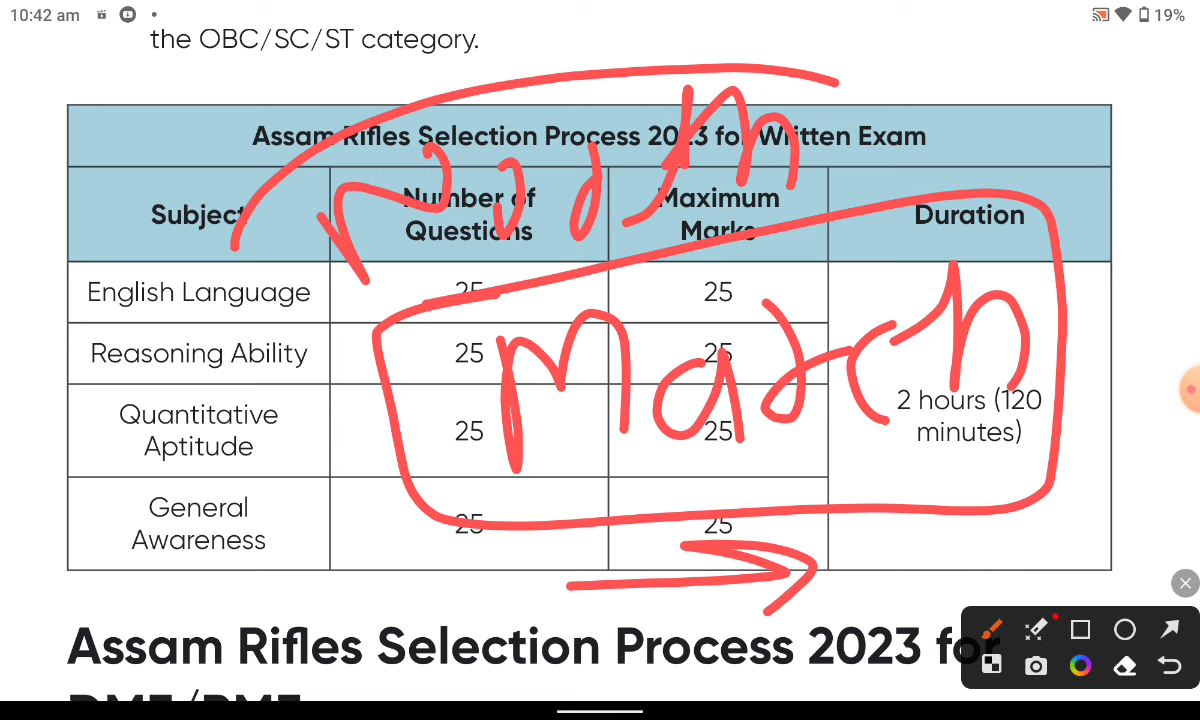 10:42 am
19%
the OBC/SC/ST category.
Assam Rifles Selection Process 2023 for Written Exam
Subject Number of Questions Maximum Marks Duration
English Language 25 25
Reasoning Ability 25 25
Quantitative Aptitude 25 25
General Awareness 25 25
2 hours (120 minutes)
March
Assam Rifles Selection Process 2023 for